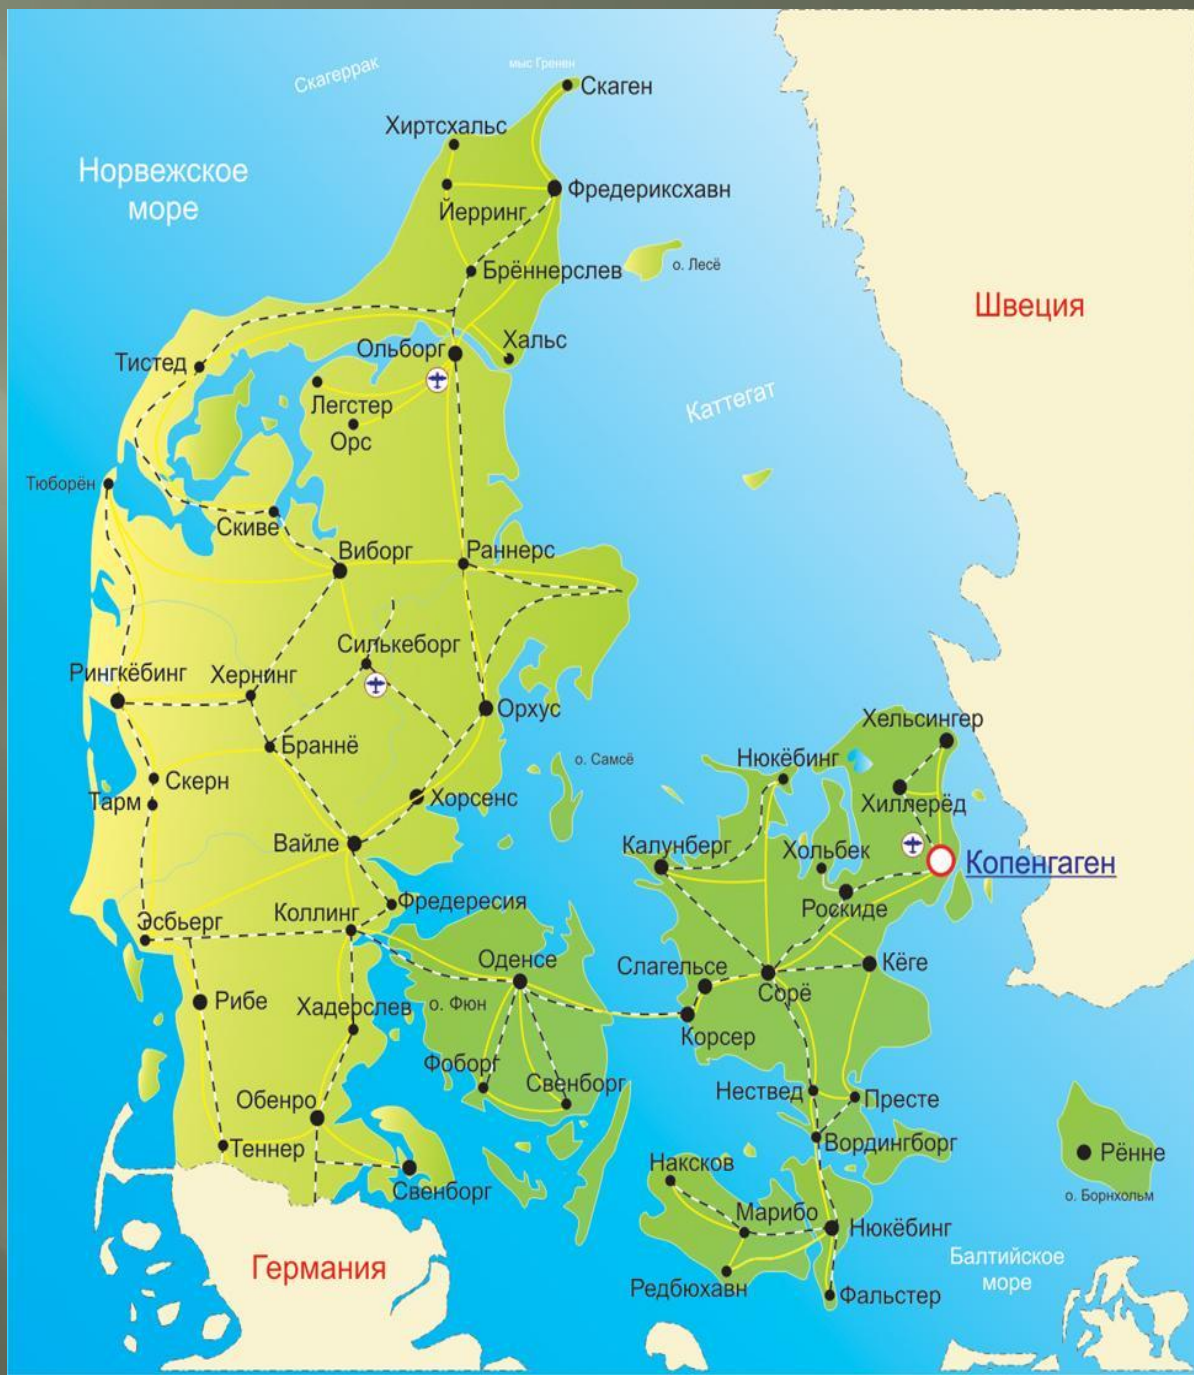 мыс Гренен
Скагеррак
Скаген
Хиртсхальс
Норвежское
море
Фредериксхавн
Йерринг
Брённерслев
о. Лесё
Швеция
Хальс
Ольборг
Тистед
Каттегат
Легстер
Орс
Тюборён
Скиве
Виборг
Раннерс
Силькеборг
Рингкёбинг
Хернинг
Орхус
Хельсингер
Браннё
Нюкёбинг
о. Самсё
Скерн
Тарм
Хорсенс
Хиллерёд
Вайле
Калунберг
Хольбек
Копенгаген
Фредересия
Роскиде
Эсбьерг
Коллинг
Оденсе
Слагельсе
Сорё
Кёге
Рибе
Хадерслев
о. Фюн
Корсер
Фоборг
Свенборг
Нествед
Престе
Обенро
Теннер
Вордингборг
Рённе
Наксков
Свенборг
о. Борнхольм
Марибо
Нюкёбинг
Германия
Балтийское
море
Редбюхавн
Фальстер